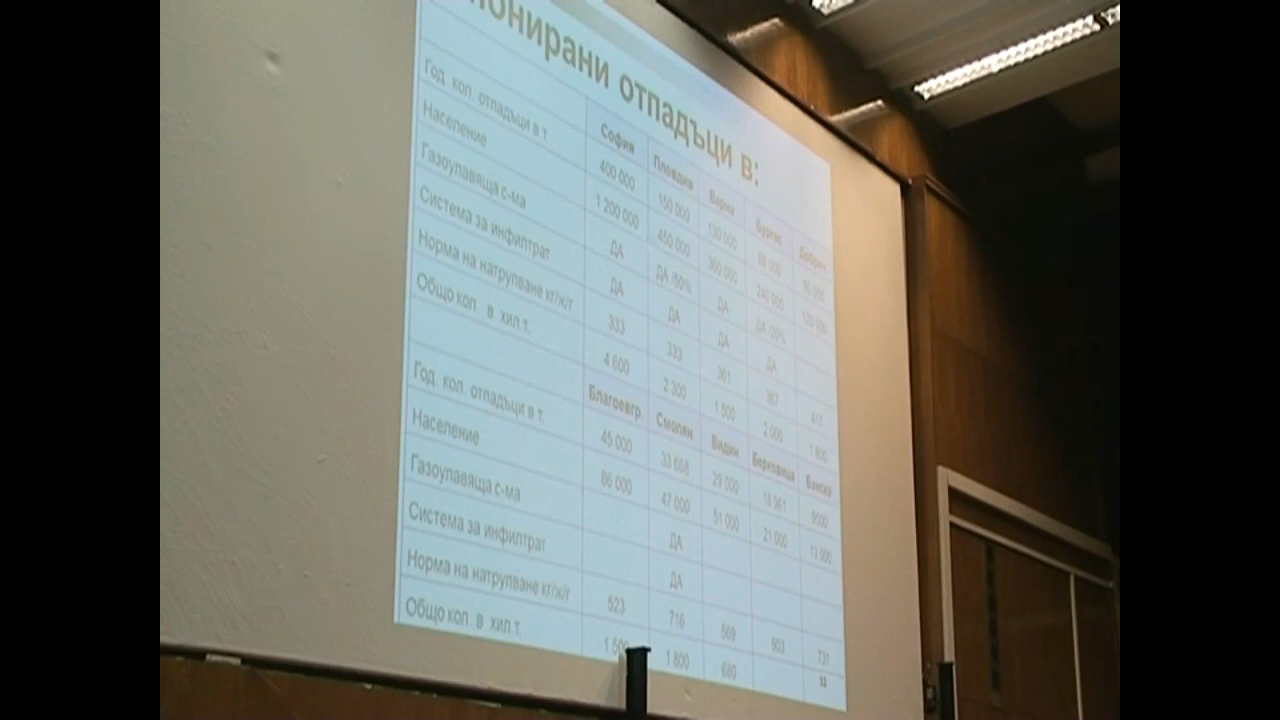 отпадъци в:
София Пловдив Варна Бургас Добрич
Год. кол. отпадъци в т. 400 000 150 000 130 000 88 000
Население 1 200 000 450 000 360 000 240 000 120 000
Газоулавяща с-ма ДА ДА /50% ДА ДА /20%
Система за инфилтрат ДА ДА ДА ДА
Норма на натрупване кг/ж/г 333 333 361 367 417
Общо кол. в хил.т. 4 600 2 300 1 500 2 000 1 800
Благоевгр. Смолян Видин Берковица Банско
Год. кол. отпадъци в т. 45 000 33 668 29 000 18 961 9500
Население 86 000 47 000 51 000 21 000 13 000
Газоулавяща с-ма ДА
Система за инфилтрат ДА
Норма на натрупване кг/ж/г 523 716 569 903 731
Общо кол. в хил.т. 1 500 1 800 680